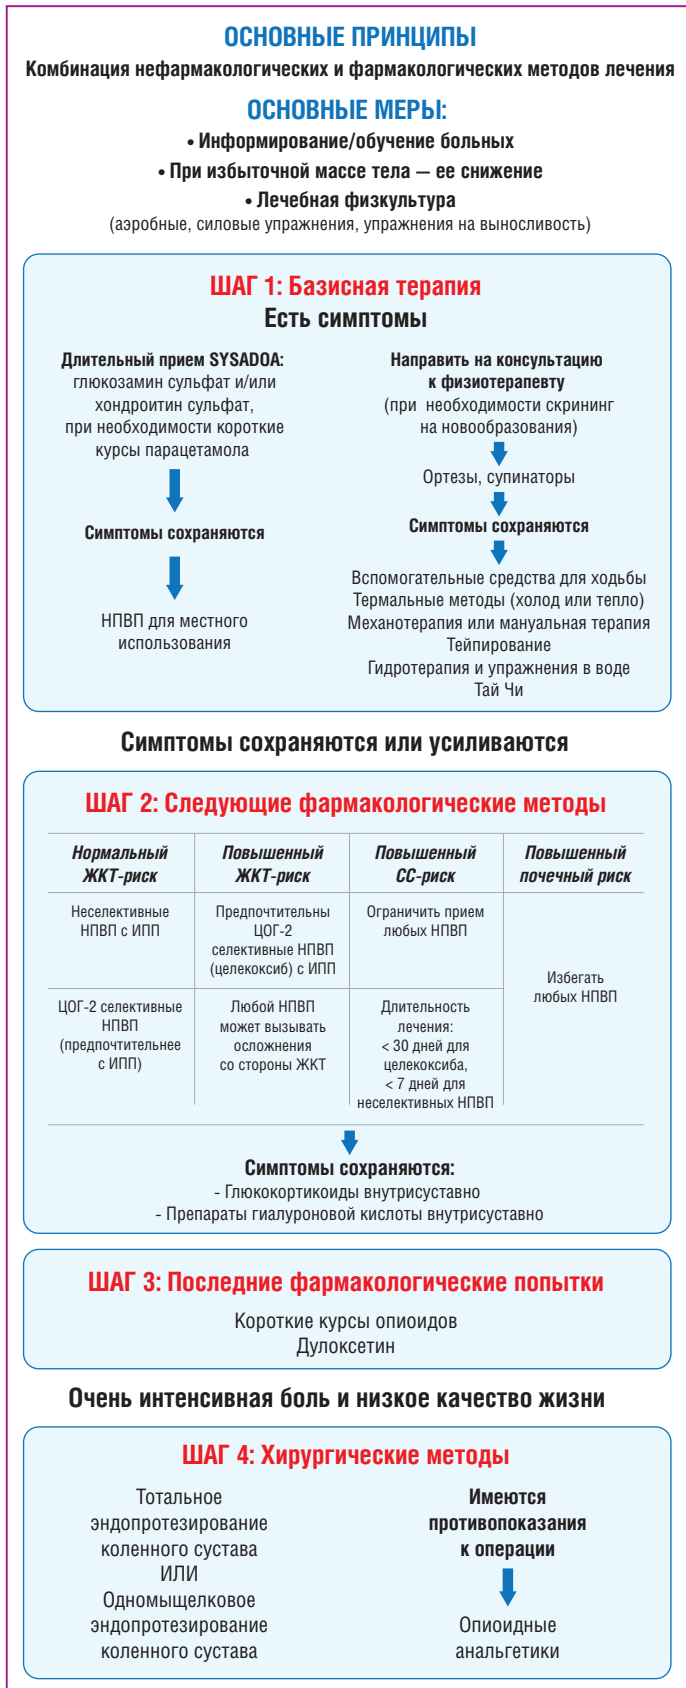 ОСНОВНЫЕ ПРИНЦИПЫ
Комбинация нефармакологических и фармакологических методов лечения
ОСНОВНЫЕ МЕРЫ:
• Информирование/обучение больных
• При избыточной массе тела — ее снижение
• Лечебная физкультура
(аэробные, силовые упражнения, упражнения на выносливость)
ШАГ 1: Базисная терапия
Есть симптомы
Длительный прием SYSADOA:
глюкозамин сульфат и/или
хондроитин сульфат,
при необходимости короткие
курсы парацетамола
Симптомы сохраняются
НПВП для местного
использования
Направить на консультацию
к физиотерапевту
(при необходимости скрининг
на новообразования)
Ортезы, супинаторы
Симптомы сохраняются
Вспомогательные средства для ходьбы
Термальные методы (холод или тепло)
Механотерапия или мануальная терапия
Тейпирование
Гидротерапия и упражнения в воде
Тай Чи
Симптомы сохраняются или усиливаются
ШАГ 2: Следующие фармакологические методы
Нормальный
ЖКТ-риск
Повышенный
ЖКТ-риск
Повышенный
СС-риск
Повышенный
почечный риск
Неселективные
НПВП с ИПП
Предпочтительны
ЦОГ-2
селективные НПВП
(целекоксиб) с ИПП
Ограничить прием
любых НПВП
Избегать
любых НПВП
ЦОГ-2 селективные
НПВП
(предпочтительнее
с ИПП)
Любой НПВП
может вызывать
осложнения
со стороны ЖКТ
Длительность
лечения:
< 30 дней для
целекоксиба,
< 7 дней для
неселективных НПВП
Симптомы сохраняются:
- Глюкокортикоиды внутрисуставно
- Препараты гиалуроновой кислоты внутрисуставно
ШАГ 3: Последние фармакологические попытки
Короткие курсы опиоидов
Дулоксетин
Очень интенсивная боль и низкое качество жизни
ШАГ 4: Хирургические методы
Тотальное
эндопротезирование
коленного сустава
ИЛИ
Одномыщелковое
эндопротезирование
коленного сустава
Имеются
противопоказания
к операции
Опиоидные
анальгетики